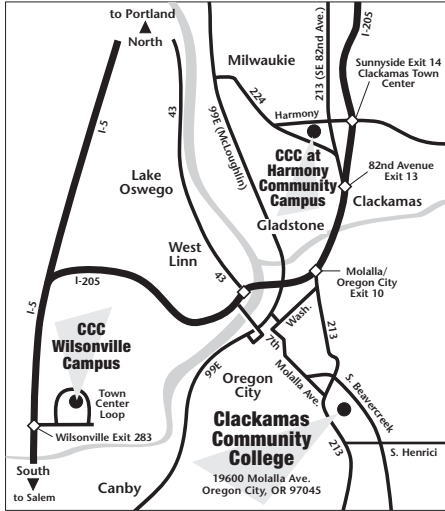 to Portland
North
I-205
213 (SE 82nd Ave.)
Milwaukie
Sunnyside Exit 14
Clackamas Town
Center
224
Harmony
43
99E (McLoughlin)
I-5
CCC at
Harmony
Community
Campus
82nd Avenue
Exit 13
Lake
Oswego
Clackamas
Gladstone
West
Linn
43
I-205
Molalla/
Oregon City
Exit 10
I-5
CCC
Wilsonville
Campus
Wash.
213
7th
99E
Molalla Ave.
S. Beavercreek
Oregon
City
Town
Center
Loop
Clackamas
Community
College
Wilsonville Exit 283
213
S. Henrici
South
to Salem
Canby
19600 Molalla Ave.
Oregon City, OR 97045